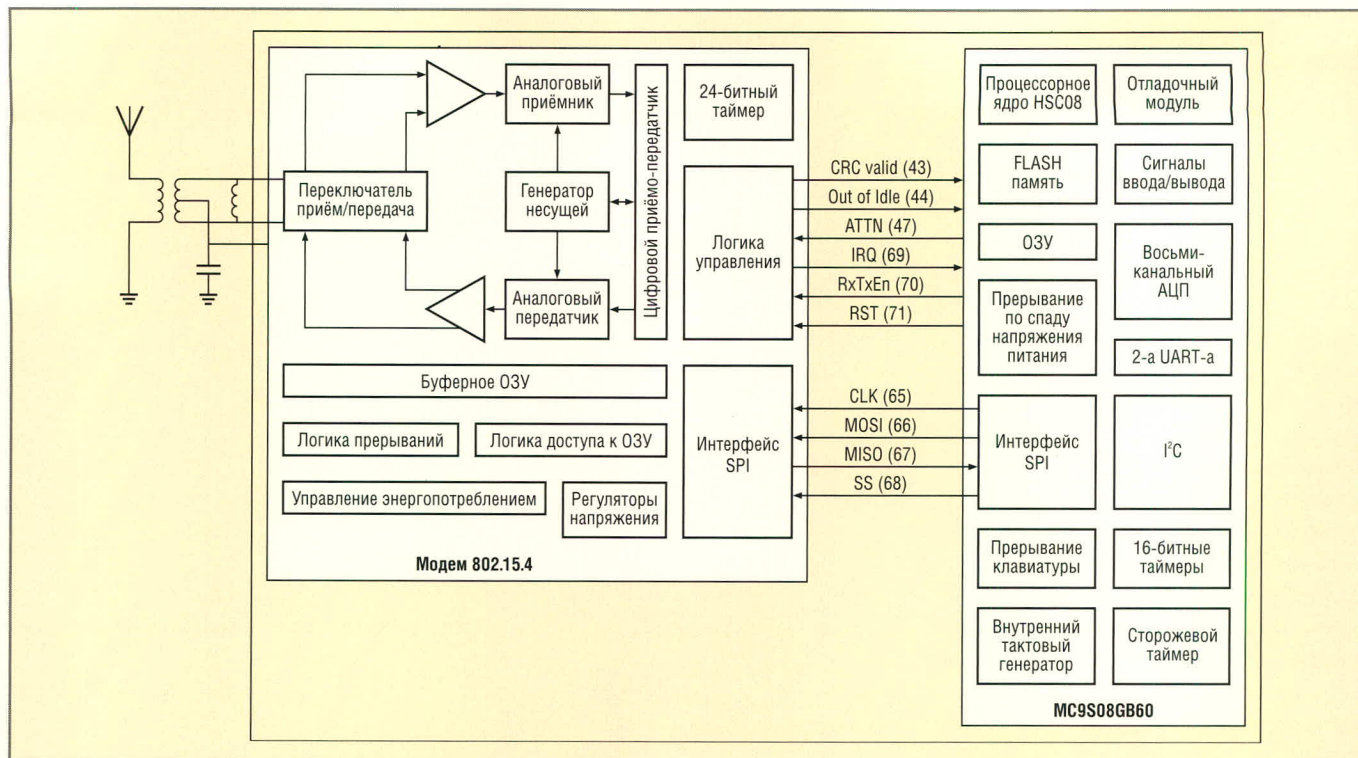 Аналоговый
приёмник
Цифровой приёмо-передатчик
24-битный
таймер
Переключатель
приём/передача
Генератор
несущей
Логика
управления
Аналоговый
передатчик
Буферное ОЗУ
Логика прерываний
Логика доступа к ОЗУ
Управление энергопотреблением
Регуляторы
напряжения
Интерфейс
SPI
Модем 802.15.4
CRC valid (43)
Out of Idle (44)
ATTN (47)
IRQ (69)
RxTxEn (70)
RST (71)
CLK (65)
MOSI (66)
MISO (67)
SS (68)
Процессорное
ядро HSC08
Отладочный
модуль
FLASH
память
Сигналы
ввода/вывода
ОЗУ
Восьми-
канальный
АЦП
Прерывание
по спаду
напряжения
питания
2-а UART-а
Интерфейс
SPI
I²C
Прерывание
клавиатуры
16-битные
таймеры
Внутренний
тактовый
генератор
Сторожевой
таймер
MC9S08GB60